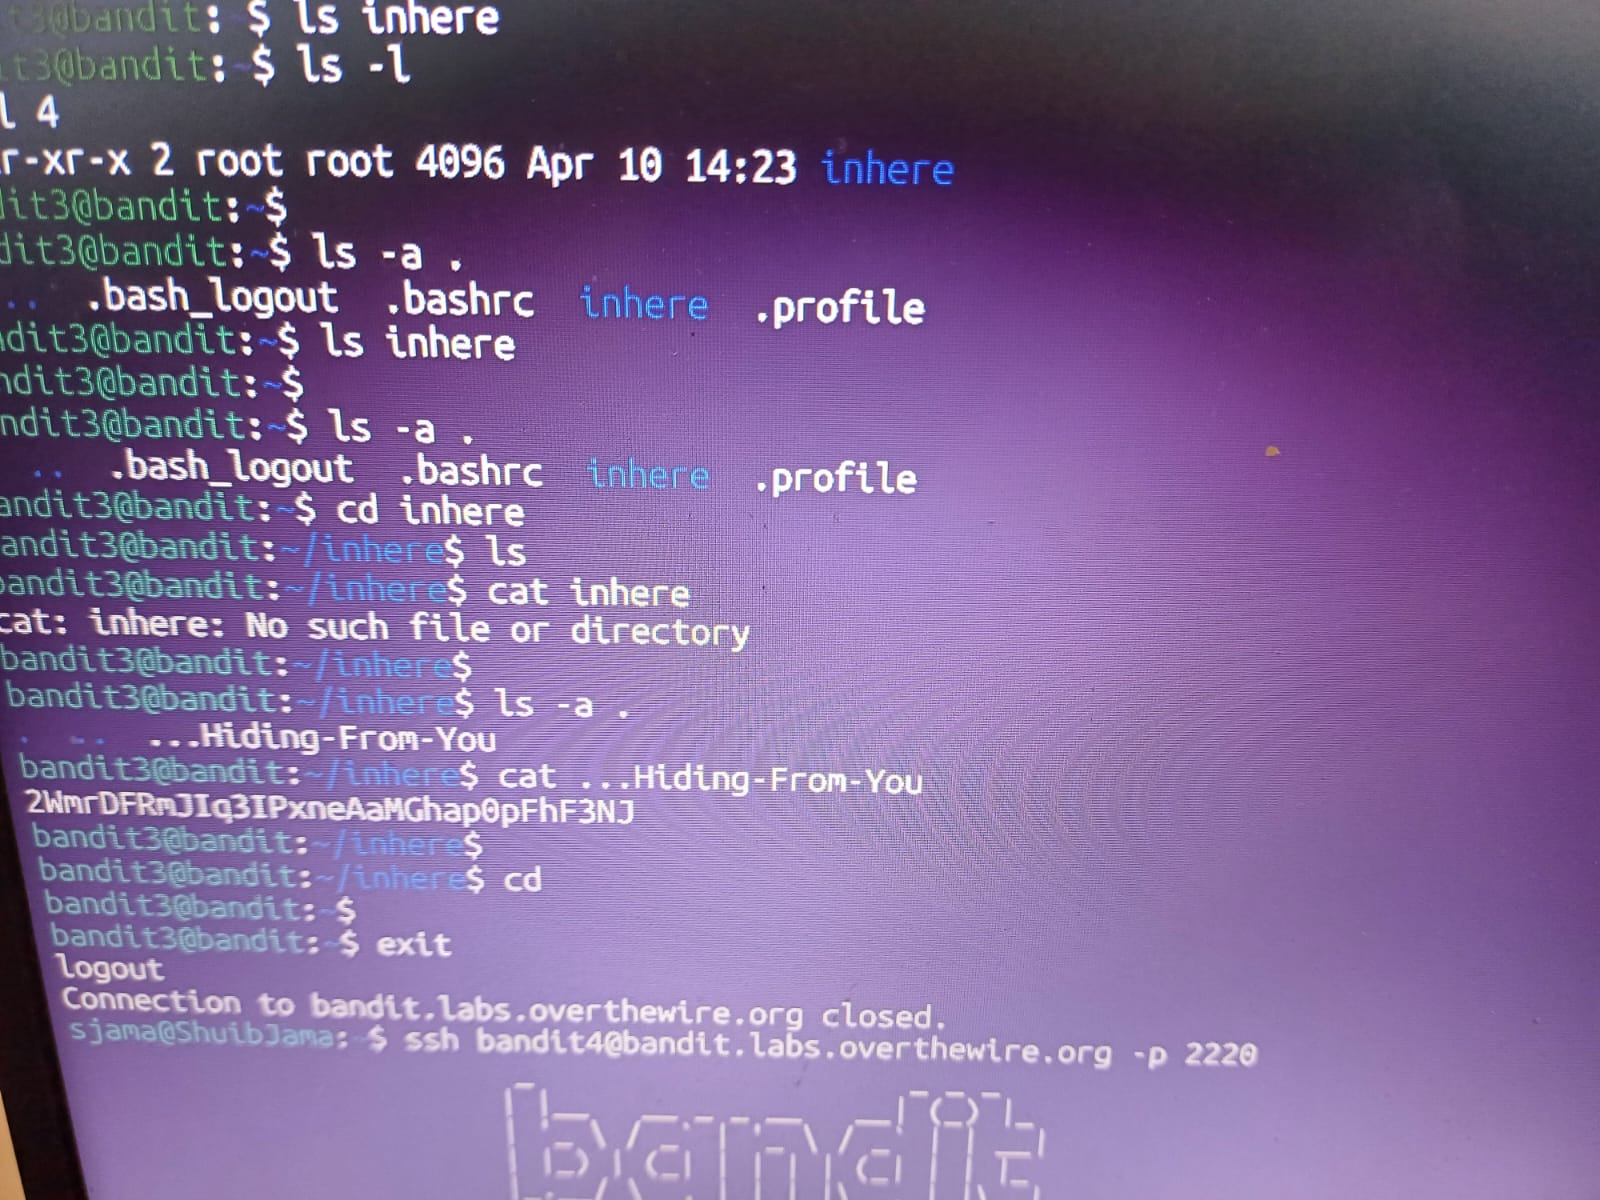 t3@bandit: $ ls inhere
t3@bandit:~$ ls -l
l 4
r-xr-x 2 root root 4096 Apr 10 14:23 inhere
dit3@bandit:~$
dit3@bandit:~$ ls -a .
.. .bash_logout .bashrc inhere .profile
ndit3@bandit:~$ ls inhere
ndit3@bandit:~$
ndit3@bandit:~$ ls -a .
.. .bash_logout .bashrc inhere .profile
andit3@bandit:~$ cd inhere
andit3@bandit:~/inhere$ ls
bandit3@bandit:~/inhere$ cat inhere
cat: inhere: No such file or directory
bandit3@bandit:~/inhere$
bandit3@bandit:~/inhere$ ls -a .
. .. ...Hiding-From-You
bandit3@bandit:~/inhere$ cat ...Hiding-From-You
2WmrDFRmJIq3IPxneAaMGhap0pFhF3NJ
bandit3@bandit:~/inhere$
bandit3@bandit:~/inhere$ cd
bandit3@bandit:~$
bandit3@bandit:~$ exit
logout
Connection to bandit.labs.overthewire.org closed.
sjama@ShuibJama:~$ ssh bandit4@bandit.labs.overthewire.org -p 2220
bandit